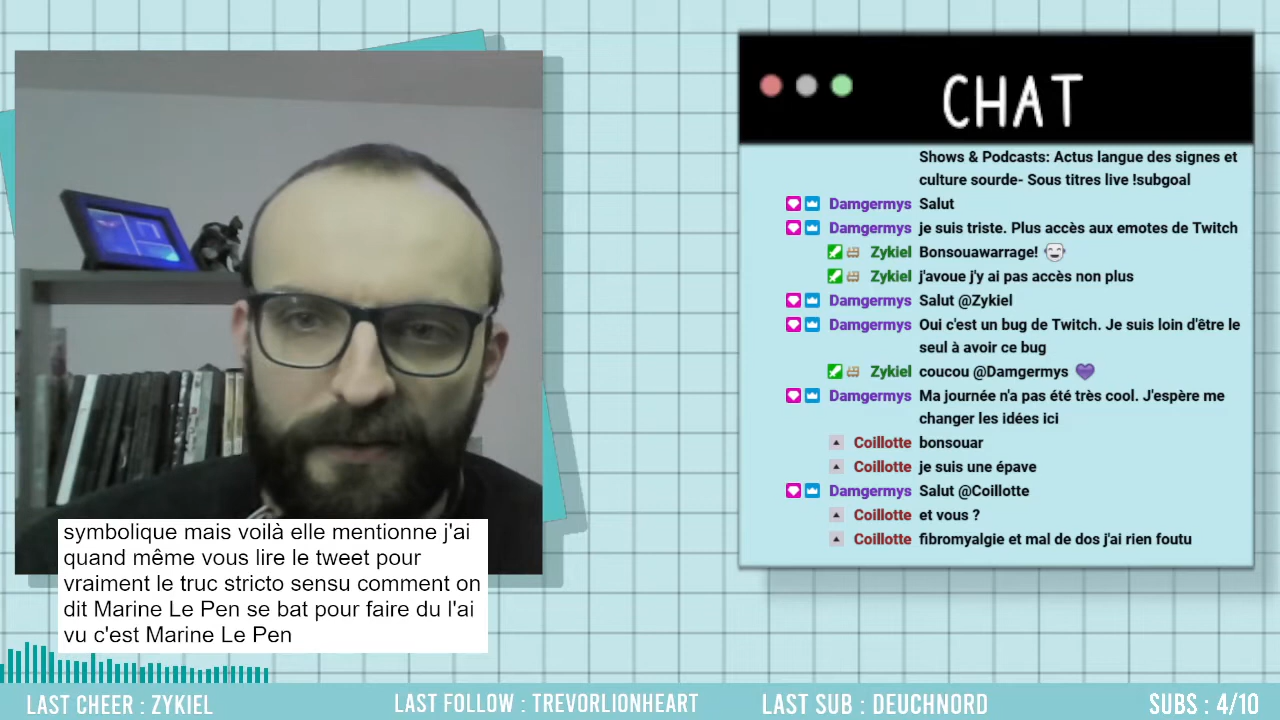 CHAT
Shows & Podcasts: Actus langue des signes et
culture sourde- Sous titres live !subgoal
Damgermys Salut
Damgermys je suis triste. Plus accès aux emotes de Twitch
Zykiel Bonsouawarrage!
Zykiel j'avoue j'y ai pas accès non plus
Damgermys Salut @Zykiel
Damgermys Oui c'est un bug de Twitch. Je suis loin d'être le
seul à avoir ce bug
Zykiel coucou @Damgermys
Damgermys Ma journée n'a pas été très cool. J'espère me
changer les idées ici
Coillotte bonsouar
Coillotte je suis une épave
Damgermys Salut @Coillotte
Coillotte et vous ?
Coillotte fibromyalgie et mal de dos j'ai rien foutu
symbolique mais voilà elle mentionne j'ai
quand même vous lire le tweet pour
vraiment le truc stricto sensu comment on
dit Marine Le Pen se bat pour faire du l'ai
vu c'est Marine Le Pen
LAST CHEER : ZYKIEL
LAST FOLLOW : TREVORLIONHEART
LAST SUB : DEUCHNORD
SUBS : 4/10